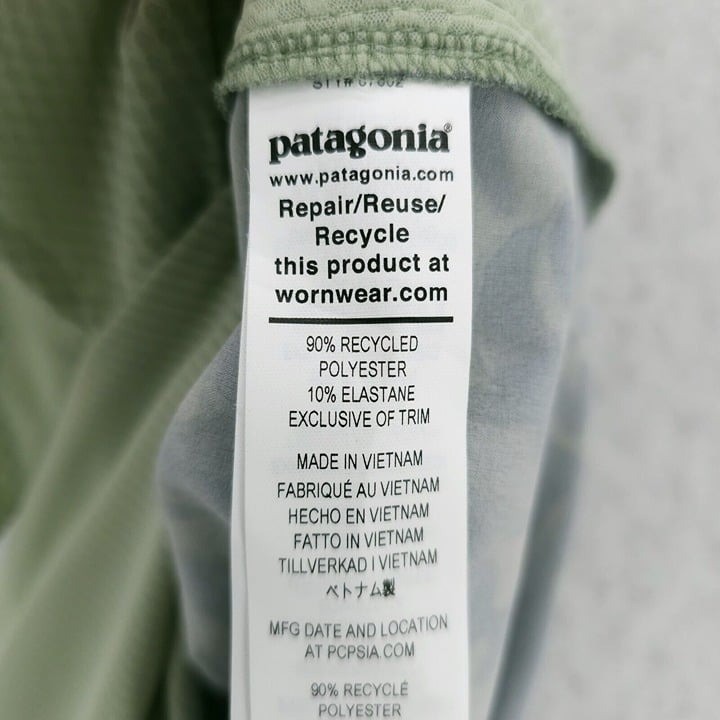 patagonia®
www.patagonia.com
Repair/Reuse/
Recycle
this product at
wornwear.com
90% RECYCLED
POLYESTER
10% ELASTANE
EXCLUSIVE OF TRIM
MADE IN VIETNAM
FABRIQUÉ AU VIETNAM
HECHO EN VIETNAM
FATTO IN VIETNAM
TILLVERKAD I VIETNAM
ベトナム製
MFG DATE AND LOCATION
AT PCPSIA.COM
90% RECYCLÉ
POLYESTER